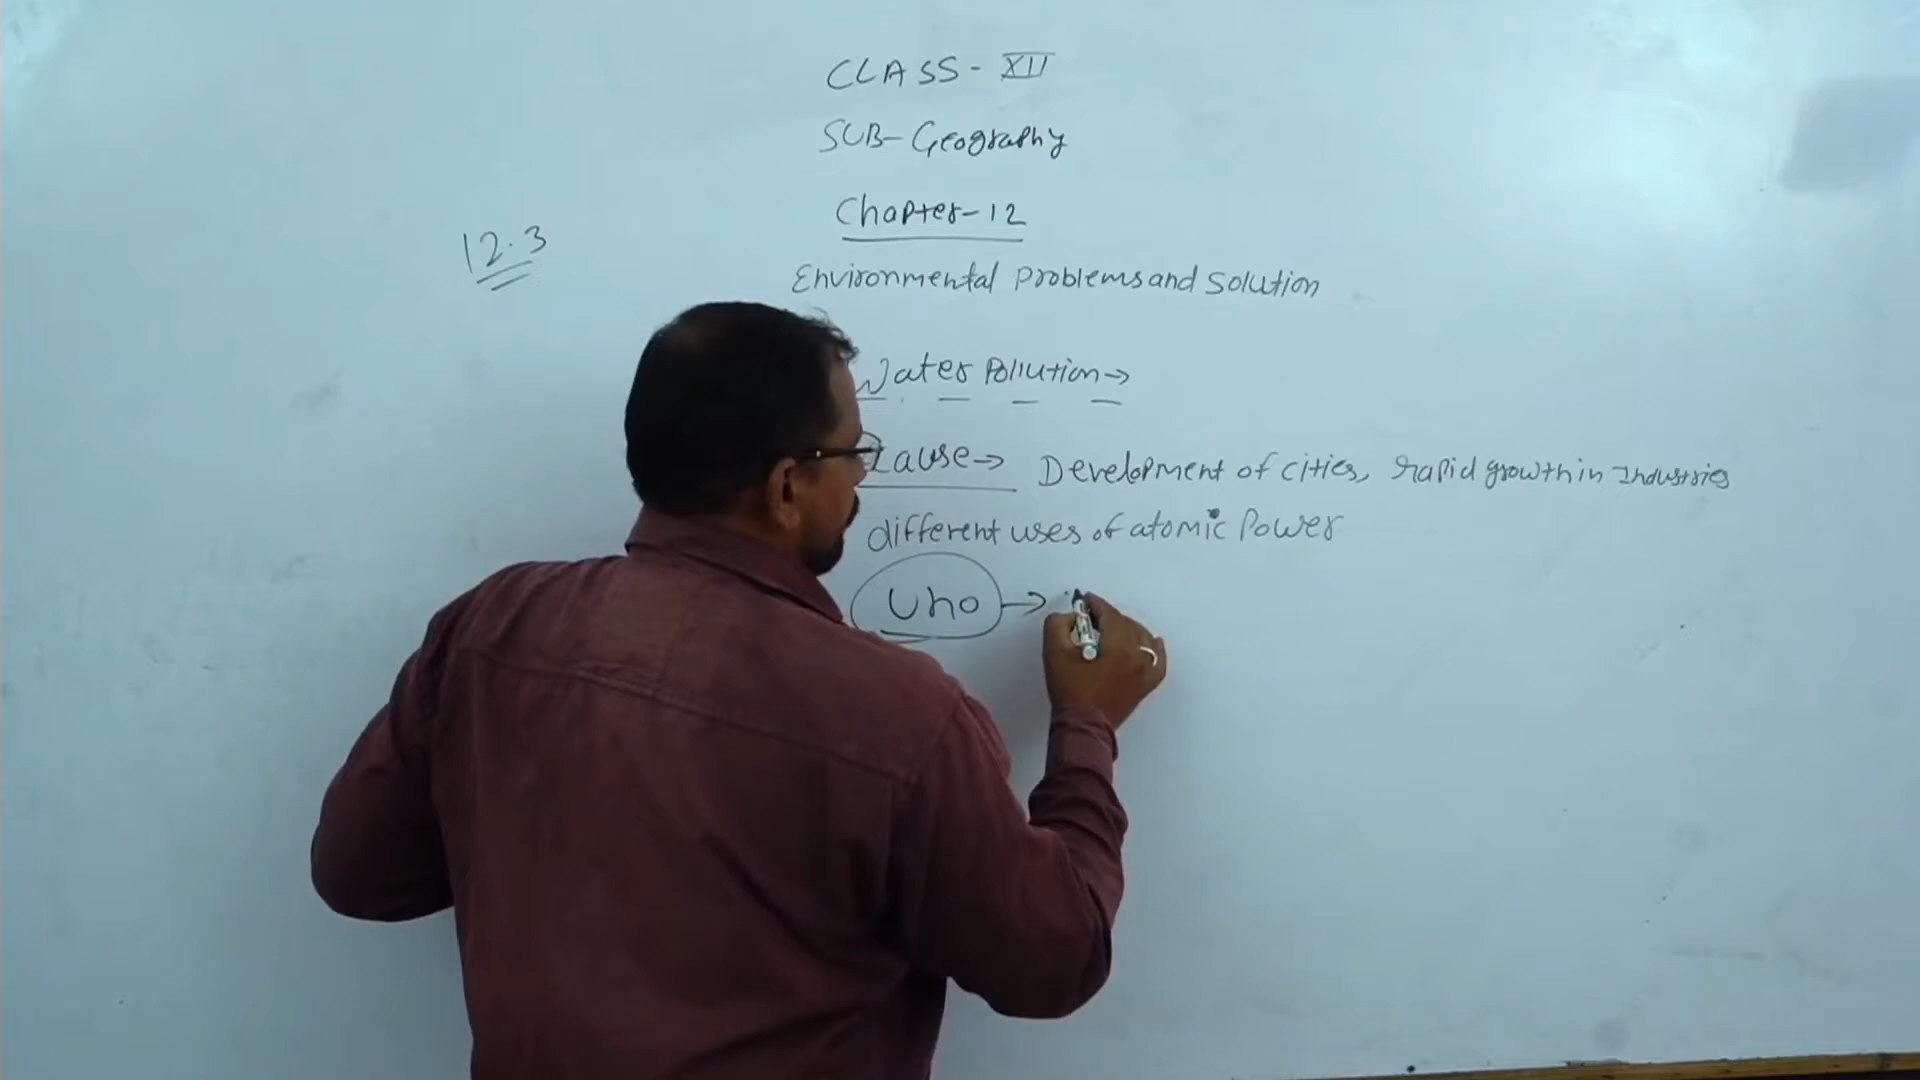 CLASS - XII
SUB- Geography
Chapter-12
12.3
Environmental Problems and Solution
Water Pollution→
Cause→ Development of cities, rapid growth in Industries
different uses of atomic Power
Uno →